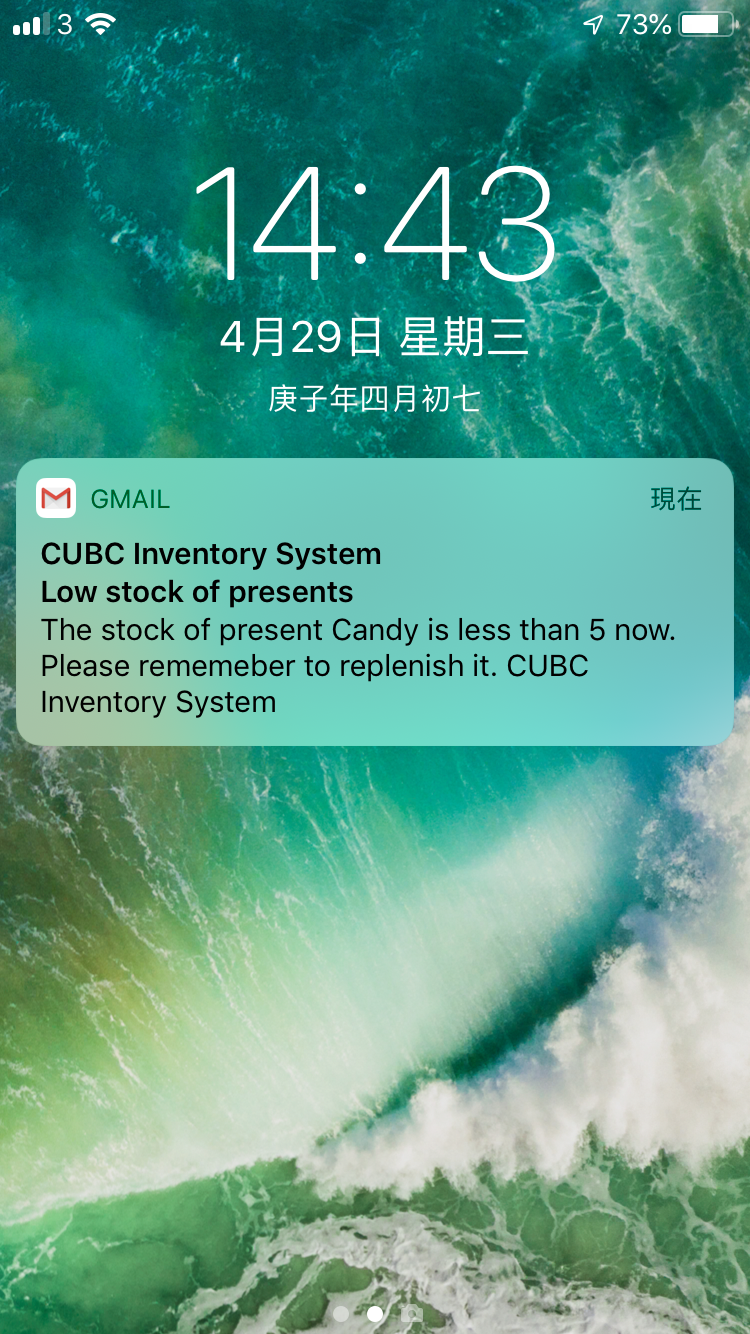 3 73%
14:43
4月29日 星期三
庚子年四月初七
GMAIL 現在
CUBC Inventory System
Low stock of presents
The stock of present Candy is less than 5 now.
Please rememeber to replenish it. CUBC
Inventory System